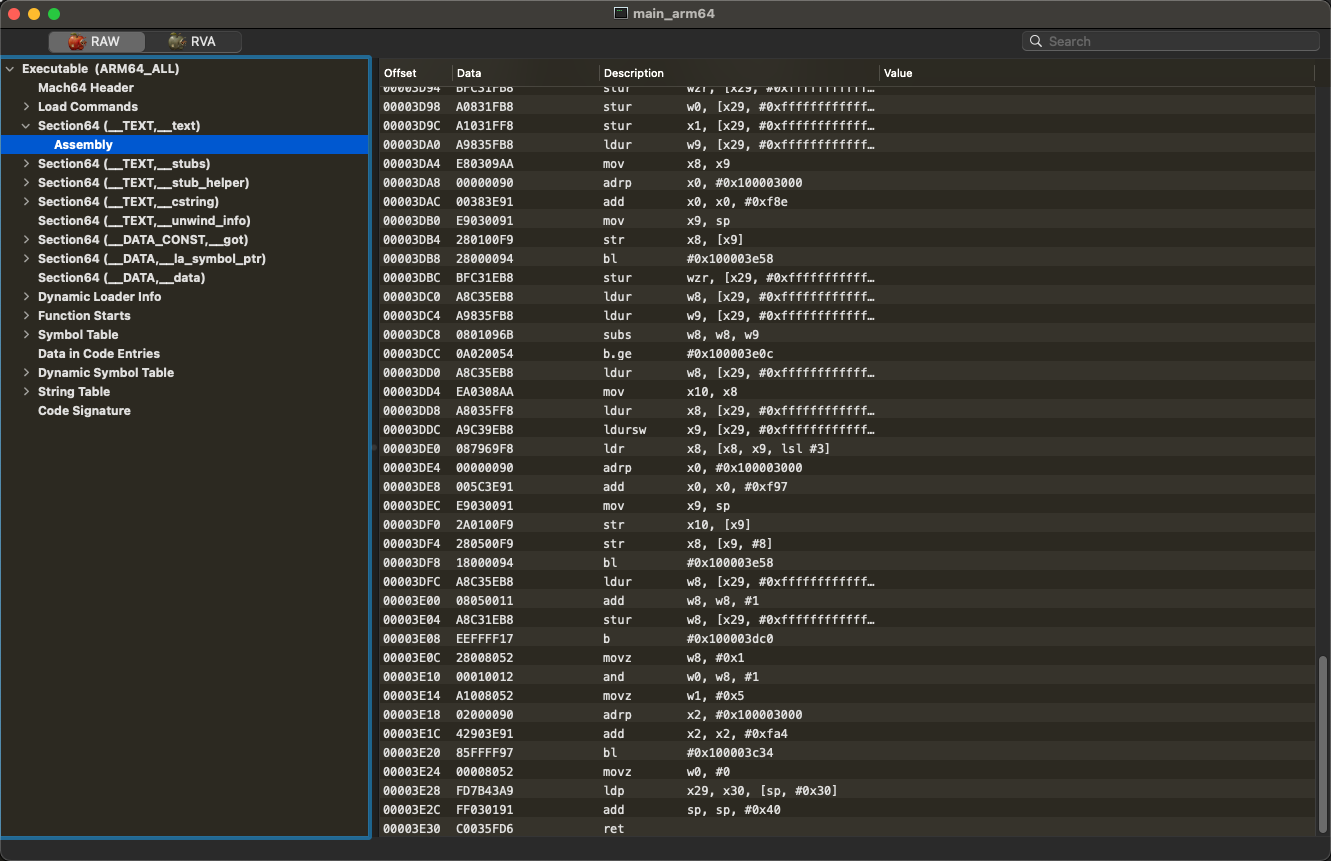 main_arm64
RAW RVA Search
Executable (ARM64_ALL)
Mach64 Header
Load Commands
Section64 (__TEXT,__text)
Assembly
Section64 (__TEXT,__stubs)
Section64 (__TEXT,__stub_helper)
Section64 (__TEXT,__cstring)
Section64 (__TEXT,__unwind_info)
Section64 (__DATA_CONST,__got)
Section64 (__DATA,__la_symbol_ptr)
Section64 (__DATA,__data)
Dynamic Loader Info
Function Starts
Symbol Table
Data in Code Entries
Dynamic Symbol Table
String Table
Code Signature
Offset Data Description Value
00003D94 BFC31FB8 stur wzr, [x29, #0xffffffffffff…
00003D98 A0831FB8 stur w0, [x29, #0xffffffffffff…
00003D9C A1031FF8 stur x1, [x29, #0xffffffffffff…
00003DA0 A9835FB8 ldur w9, [x29, #0xffffffffffff…
00003DA4 E80309AA mov x8, x9
00003DA8 00000090 adrp x0, #0x100003000
00003DAC 00383E91 add x0, x0, #0xf8e
00003DB0 E9030091 mov x9, sp
00003DB4 280100F9 str x8, [x9]
00003DB8 28000094 bl #0x100003e58
00003DBC BFC31EB8 stur wzr, [x29, #0xfffffffffff…
00003DC0 A8C35EB8 ldur w8, [x29, #0xffffffffffff…
00003DC4 A9835FB8 ldur w9, [x29, #0xffffffffffff…
00003DC8 0801096B subs w8, w8, w9
00003DCC 0A020054 b.ge #0x100003e0c
00003DD0 A8C35EB8 ldur w8, [x29, #0xffffffffffff…
00003DD4 EA0308AA mov x10, x8
00003DD8 A8035FF8 ldur x8, [x29, #0xffffffffffff…
00003DDC A9C39EB8 ldursw x9, [x29, #0xffffffffffff…
00003DE0 087969F8 ldr x8, [x8, x9, lsl #3]
00003DE4 00000090 adrp x0, #0x100003000
00003DE8 005C3E91 add x0, x0, #0xf97
00003DEC E9030091 mov x9, sp
00003DF0 2A0100F9 str x10, [x9]
00003DF4 280500F9 str x8, [x9, #8]
00003DF8 18000094 bl #0x100003e58
00003DFC A8C35EB8 ldur w8, [x29, #0xffffffffffff…
00003E00 08050011 add w8, w8, #1
00003E04 A8C31EB8 stur w8, [x29, #0xffffffffffff…
00003E08 EEFFFF17 b #0x100003dc0
00003E0C 28008052 movz w8, #0x1
00003E10 00010012 and w0, w8, #1
00003E14 A1008052 movz w1, #0x5
00003E18 02000090 adrp x2, #0x100003000
00003E1C 42903E91 add x2, x2, #0xfa4
00003E20 85FFFF97 bl #0x100003c34
00003E24 00008052 movz w0, #0
00003E28 FD7B43A9 ldp x29, x30, [sp, #0x30]
00003E2C FF030191 add sp, sp, #0x40
00003E30 C0035FD6 ret